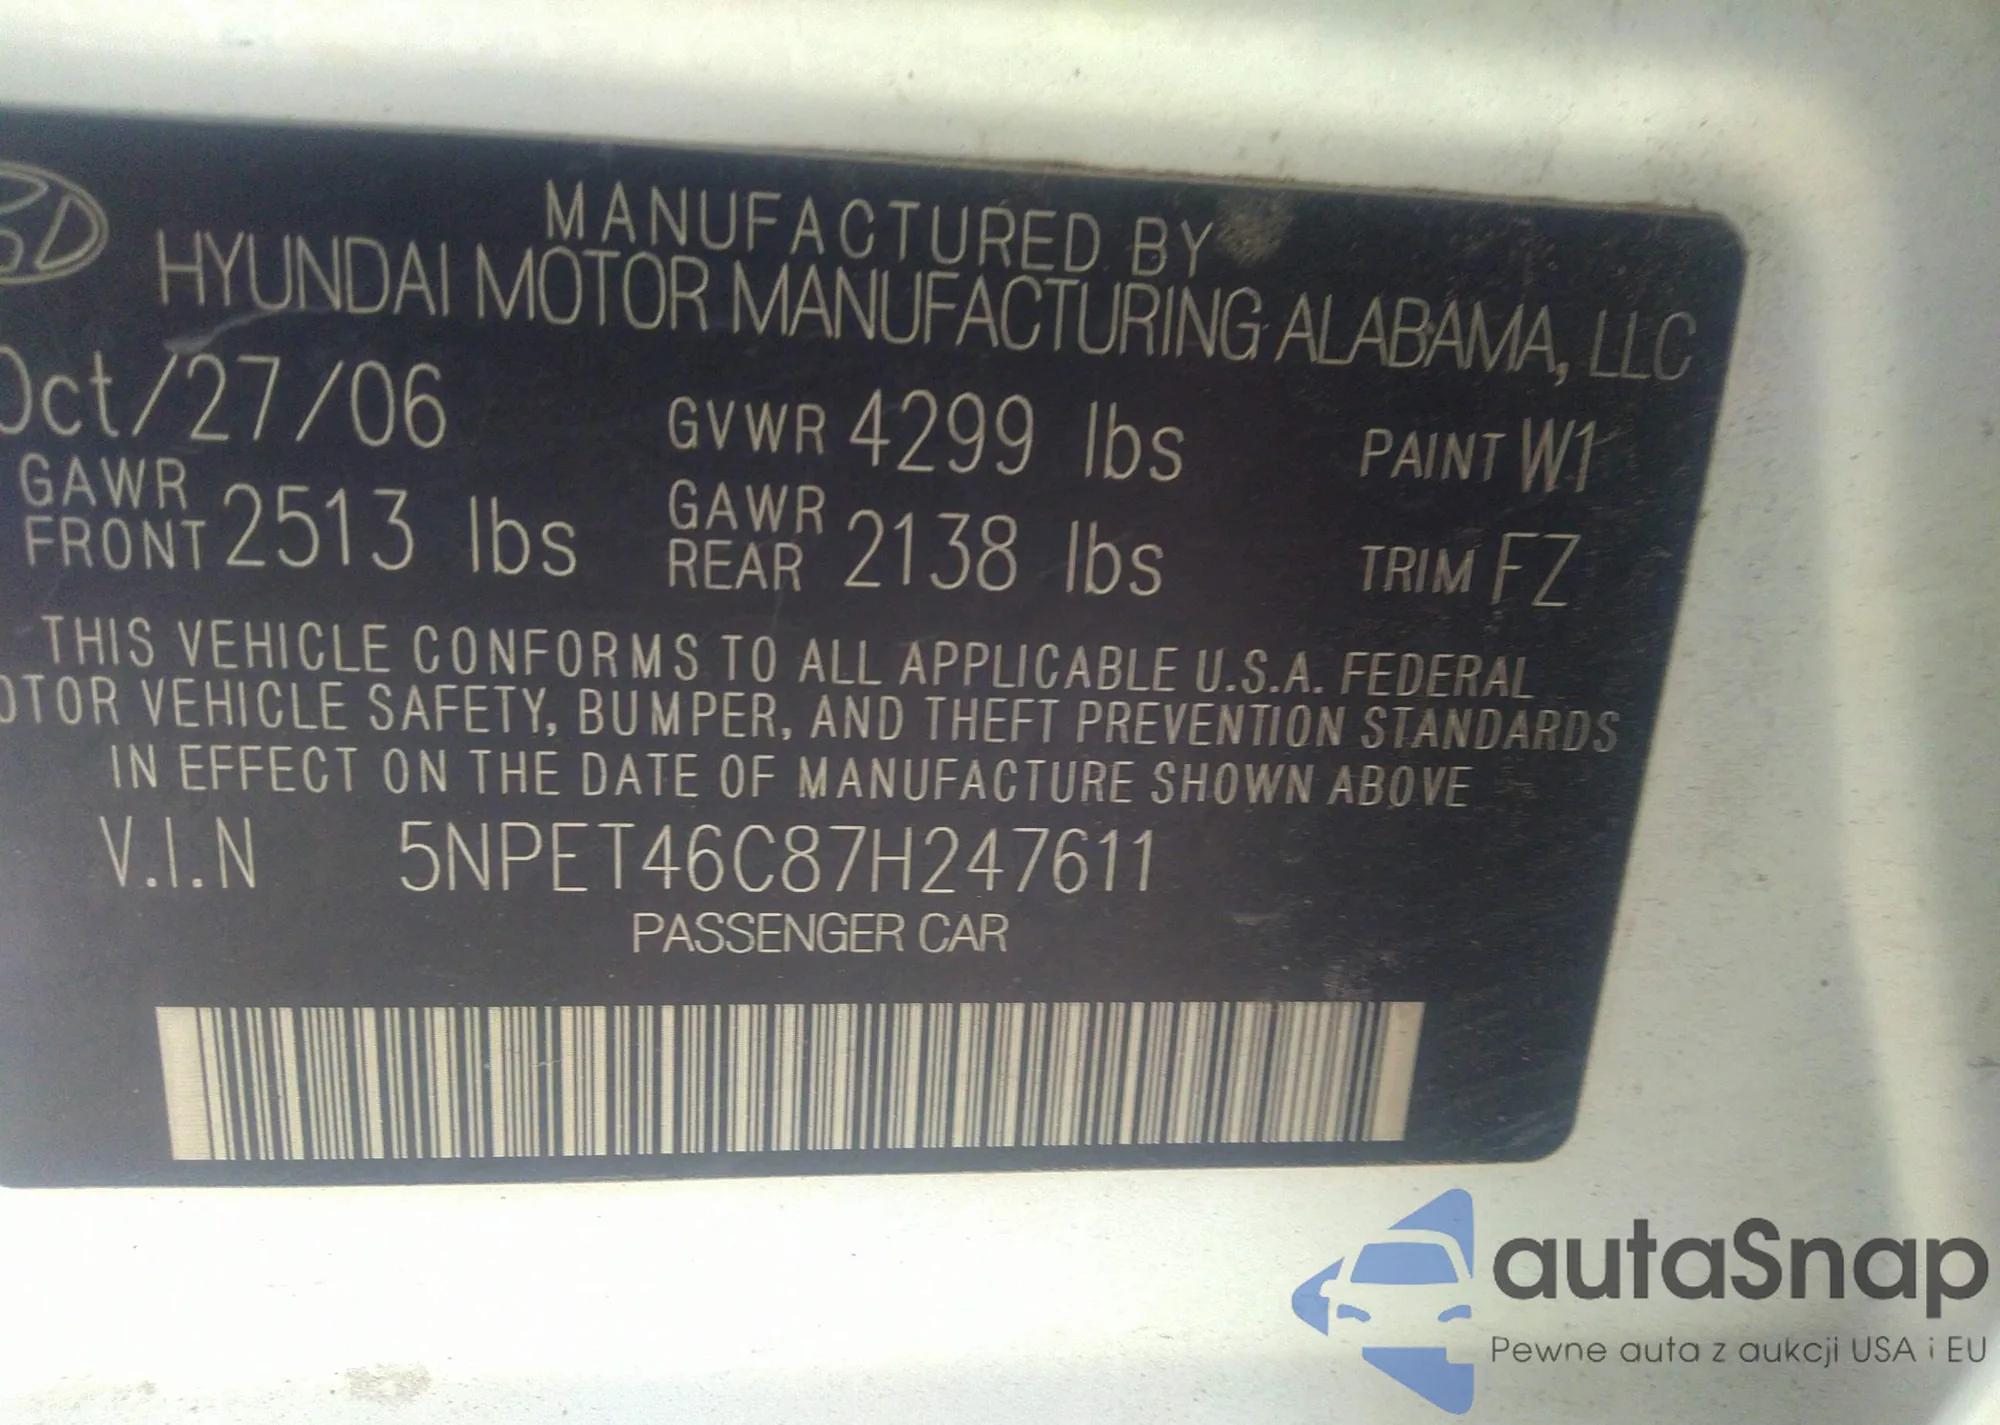 MANUFACTURED BY
HYUNDAI MOTOR MANUFACTURING ALABAMA, LLC
Oct/27/06 GVWR 4299 lbs PAINT W1
GAWR FRONT 2513 lbs GAWR REAR 2138 lbs TRIM FZ
THIS VEHICLE CONFORMS TO ALL APPLICABLE U.S.A. FEDERAL
OTOR VEHICLE SAFETY, BUMPER, AND THEFT PREVENTION STANDARDS
IN EFFECT ON THE DATE OF MANUFACTURE SHOWN ABOVE
V.I.N 5NPET46C87H247611
PASSENGER CAR
autaSnap
Pewne auta z aukcji USA i EU